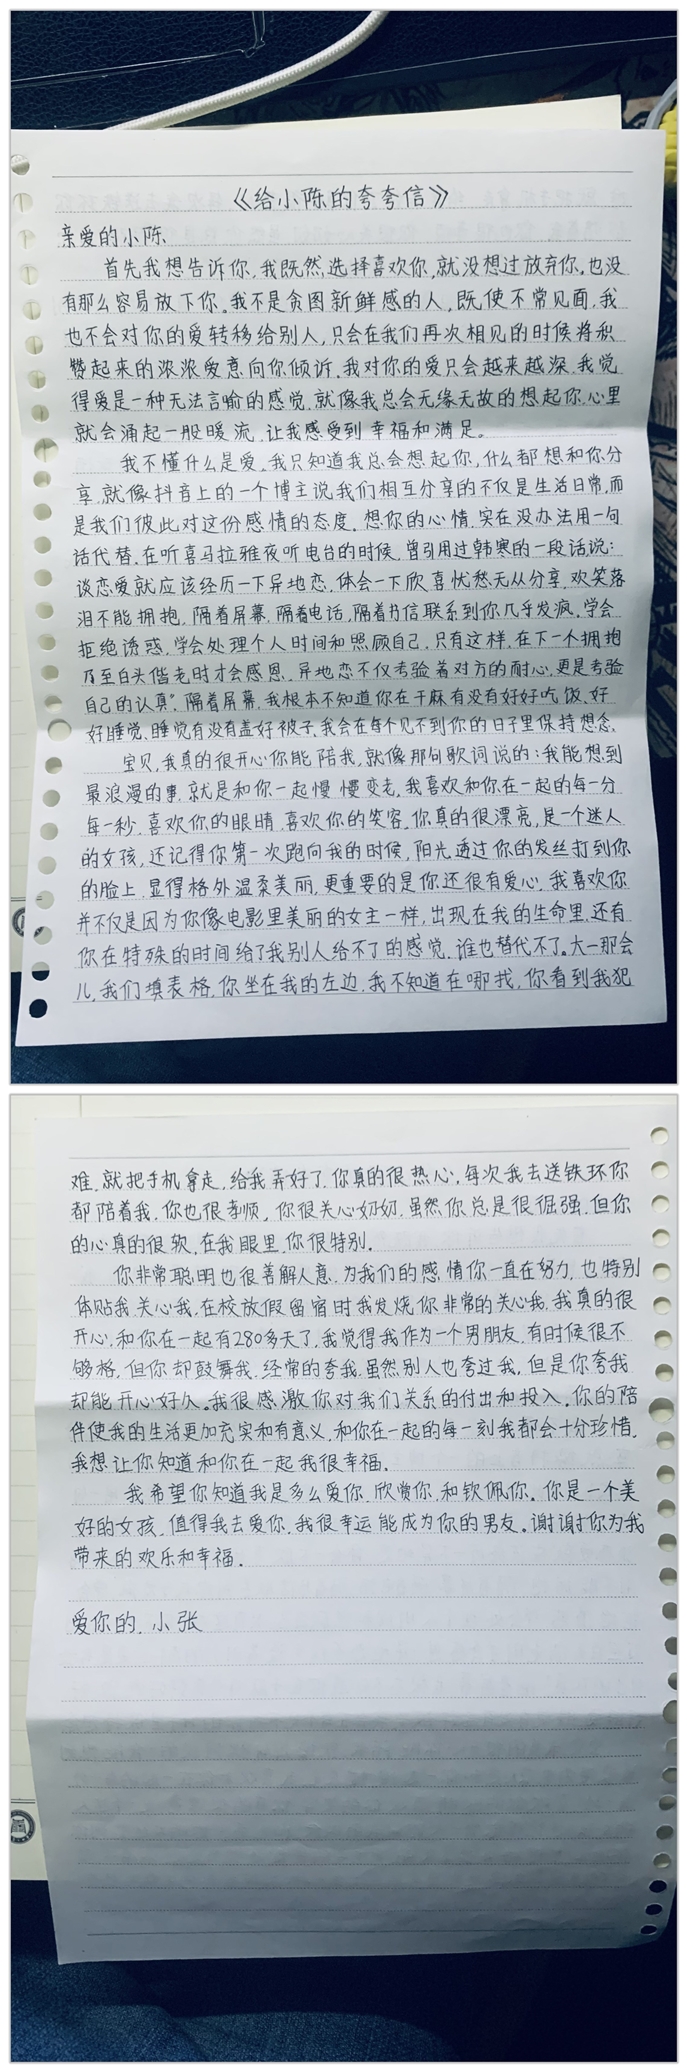 《给小陈的夸夸信》
亲爱的小陈、
首先我想告诉你,我既然选择喜欢你,就没想过放弃你,也没
有那么容易放下你。我不是贪图新鲜感的人,既使不常见面,我
也不会对你的爱转移给别人,只会在我们再次相见的时候将积
赞起来的浓浓爱意向你倾诉,我对你的爱只会越来越深,我觉
得爱是一种无法言喻的感觉,就像我总会无缘无故的想起你,心里
就会涌起一股暖流,让我感受到幸福和满足。
我不懂什么是爱,我只知道我总会想起你,什么都想和你分
享,就像抖音上的一个博主说,我们相互分享的不仅是生活日常,而
是我们彼此对这份感情的态度,想你的心情,实在没办法用一句
话代替,在听喜马拉雅夜听电台的时候,曾引用过韩寒的一段话说:
谈恋爱就应该经历一下异地恋,体会一下欣喜忧愁无从分享,欢笑落
泪不能拥抱,隔着屏幕,隔着电话,隔着书信联系到你几乎发疯,学会
拒绝诱惑,学会处理个人时间和照顾自己,只有这样,在下一个拥抱
乃至白头偕老时才会感恩,异地恋不仅考验着对方的耐心,更是考验
自己的认真”,隔着屏幕,我根本不知道你在干麻有没有好好吃饭、好
好睡觉、睡觉有没有盖好被子,我会在每个见不到你的日子里保持想念,
宝贝,我真的很开心你能陪我,就像那句歌词说的:我能想到
最浪漫的事,就是和你一起慢慢变老,我喜欢和你在一起的每一分
每一秒,喜欢你的眼睛,喜欢你的笑容,你真的很漂亮,是一个迷人
的女孩,还记得你第一次跑向我的时候,阳光透过你的发丝打到你
的脸上,显得格外温柔美丽,更重要的是你还很有爱心,我喜欢你
并不仅是因为你像电影里美丽的女主一样,出现在我的生命里,还有
你在特殊的时间给了我别人给不了的感觉,谁也替代不了。大一那会
儿,我们填表格,你坐在我的左边,我不知道在哪找,你看到我犯
难,就把手机拿走,给我弄好了,你真的很热心,每次我去送铁环你
都陪着我,你也很孝顺,你很关心奶奶,虽然你总是很倔强,但你
的心真的很软,在我眼里,你很特别.
你非常聪明也很善解人意,为我们的感情你一直在努力,也特别
体贴我,关心我,在校放假留宿时我发烧,你非常的关心我,我真的很
开心,和你在一起有280多天了,我觉得我作为一个男朋友,有时候很不
够格,但你却鼓舞我,经常的夸我,虽然别人也夸过我,但是你夸我
却能开心好久。我很感激你对我们关系的付出和投入,你的陪
伴使我的生活更加充实和有意义,和你在一起的每一刻我都会十分珍惜,
我想让你知道和你在一起我很幸福.
我希望你知道我是多么爱你,欣赏你,和钦佩你。你是一个美
好的女孩,值得我去爱你,我很幸运能成为你的男友。谢谢你为我
带来的欢乐和幸福.
爱你的,小张